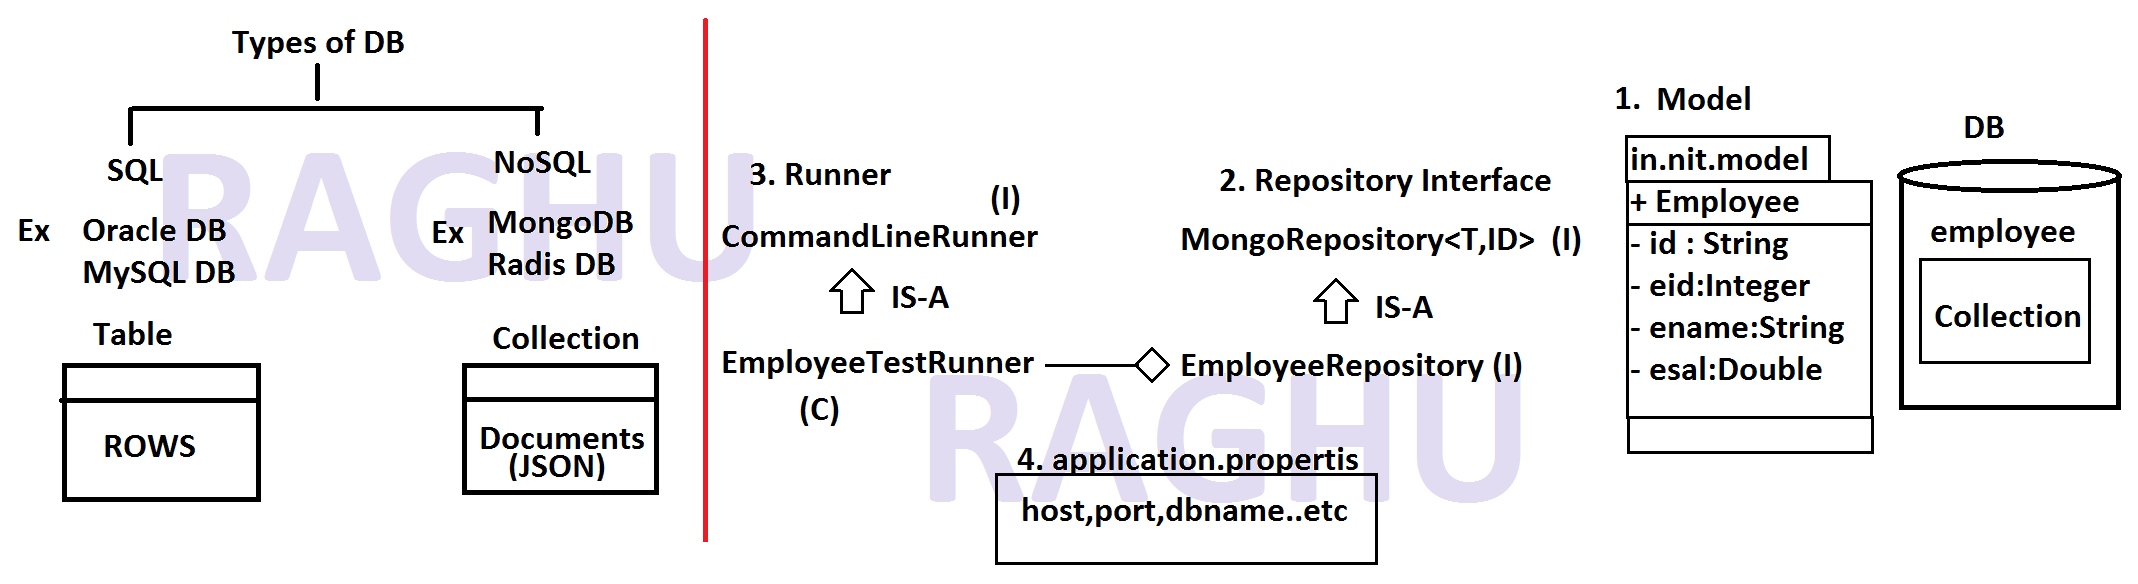 Types of DB
SQL
NoSQL
Ex
Oracle DB
MySQL DB
Ex
MongoDB
Radis DB
Table
ROWS
Collection
Documents
(JSON)
RAGHU
3. Runner
(I)
CommandLineRunner
IS-A
EmployeeTestRunner
(C)
2. Repository Interface
MongoRepository<T,ID> (I)
IS-A
EmployeeRepository (I)
RAGHU
4. application.propertis
host,port,dbname..etc
1. Model
in.nit.model
+ Employee
- id : String
- eid:Integer
- ename:String
- esal:Double
DB
employee
Collection